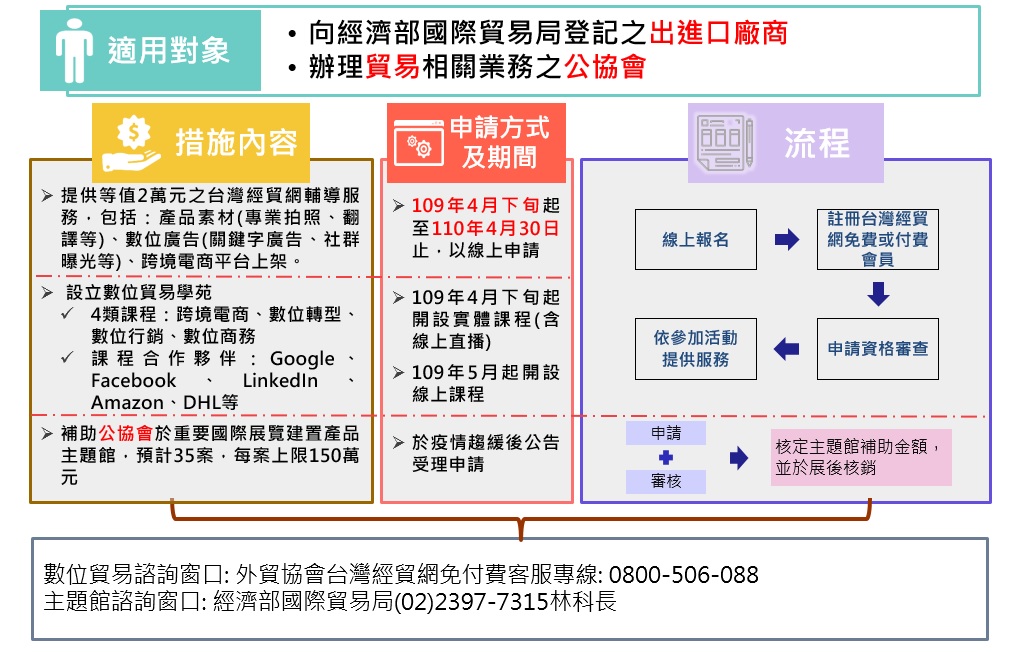 適用對象
• 向經濟部國際貿易局登記之出進口廠商
• 辦理貿易相關業務之公協會
措施內容
➢ 提供等值2萬元之台灣經貿網輔導服
務，包括：產品素材(專業拍照、翻
譯等)、數位廣告(關鍵字廣告、社群
曝光等)、跨境電商平台上架。
➢ 設立數位貿易學苑
✓ 4類課程：跨境電商、數位轉型、
數位行銷、數位商務
✓ 課程合作夥伴：Google、
Facebook、LinkedIn、
Amazon、DHL等
➢ 補助公協會於重要國際展覽建置產品
主題館，預計35案，每案上限150萬
元
申請方式
及期間
➢ 109年4月下旬起
至110年4月30日
止，以線上申請
➢ 109年4月下旬起
開設實體課程(含
線上直播)
➢ 109年5月起開設
線上課程
➢ 於疫情趨緩後公告
受理申請
流程
線上報名
註冊台灣經貿
網免費或付費
會員
申請資格審查
依參加活動
提供服務
申請
審核
核定主題館補助金額，
並於展後核銷
數位貿易諮詢窗口: 外貿協會台灣經貿網免付費客服專線: 0800-506-088
主題館諮詢窗口: 經濟部國際貿易局(02)2397-7315林科長